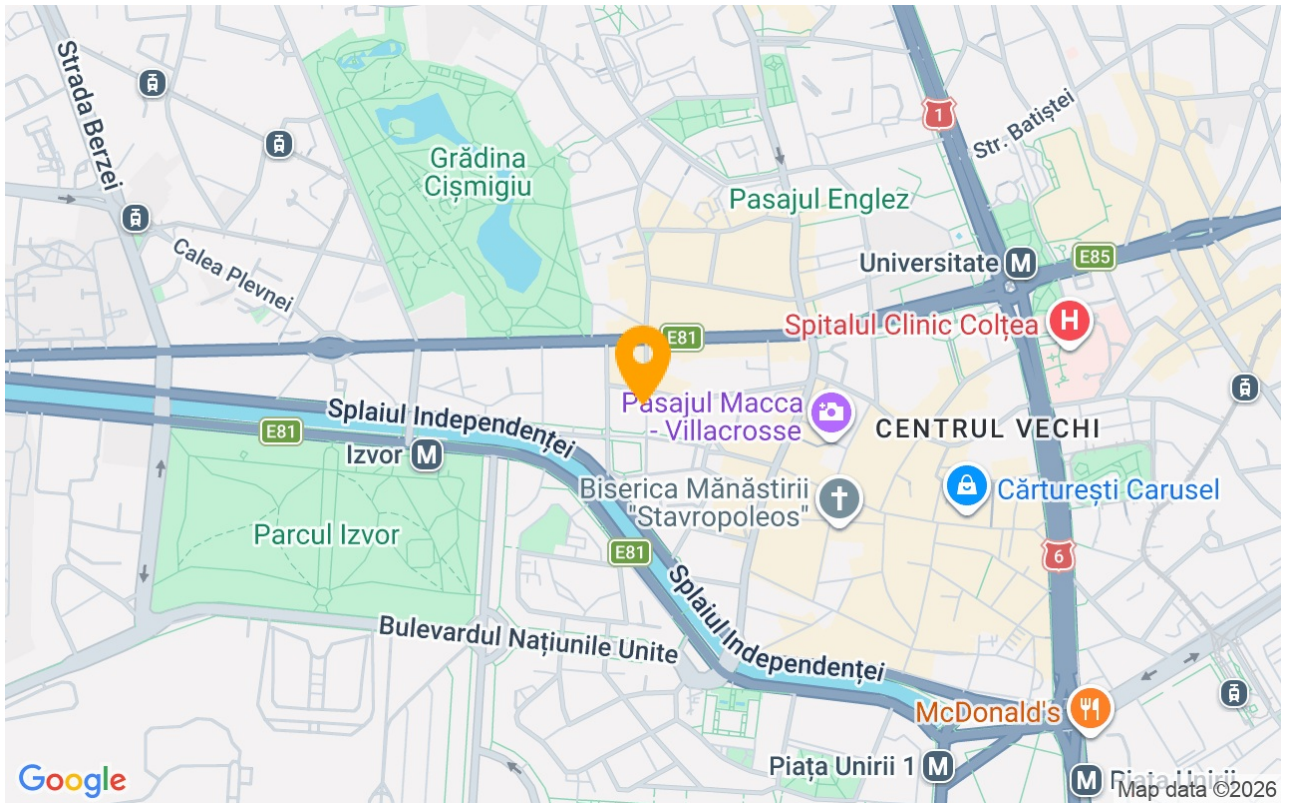 Strada Berzei
Grădina
Cișmigiu
1
Str. Batiștei
Pasajul Englez
Calea Plevnei
Universitate M
E85
Spitalul Clinic Colțea H
E81
Pasajul Macca
- Villacrosse
CENTRUL VECHI
Splaiul Independenței
E81
Izvor M
Biserica Mănăstirii
"Stavropoleos"
Cărturești Carusel
Parcul Izvor
E81
6
Splaiul Independenței
Bulevardul Națiunile Unite
McDonald's
Piața Unirii 1 M
M Piața Unirii
Google
Map data ©2026